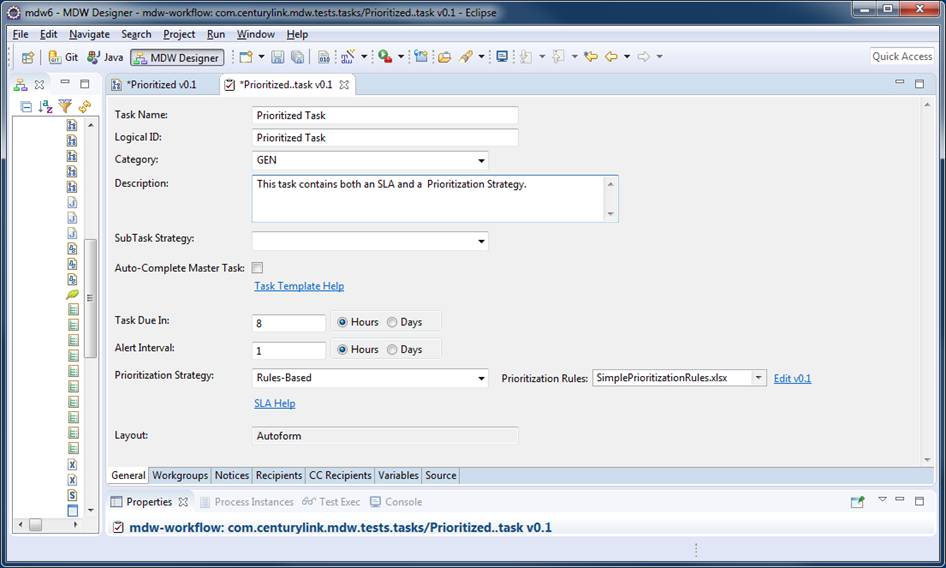 mdw6 - MDW Designer - mdw-workflow: com.centurylink.mdw.tests.tasks/Prioritized..task v0.1 - Eclipse
File Edit Navigate Search Project Run Window Help
Git Java MDW Designer Quick Access
*Prioritized v0.1 *Prioritized..task v0.1
Task Name: Prioritized Task
Logical ID: Prioritized Task
Category: GEN
Description: This task contains both an SLA and a  Prioritization Strategy.
SubTask Strategy:
Auto-Complete Master Task:
Task Template Help
Task Due In: 8 Hours Days
Alert Interval: 1 Hours Days
Prioritization Strategy: Rules-Based Prioritization Rules: SimplePrioritizationRules.xlsx Edit v0.1
SLA Help
Layout: Autoform
General Workgroups Notices Recipients CC Recipients Variables Source
Properties Process Instances Test Exec Console
mdw-workflow: com.centurylink.mdw.tests.tasks/Prioritized..task v0.1